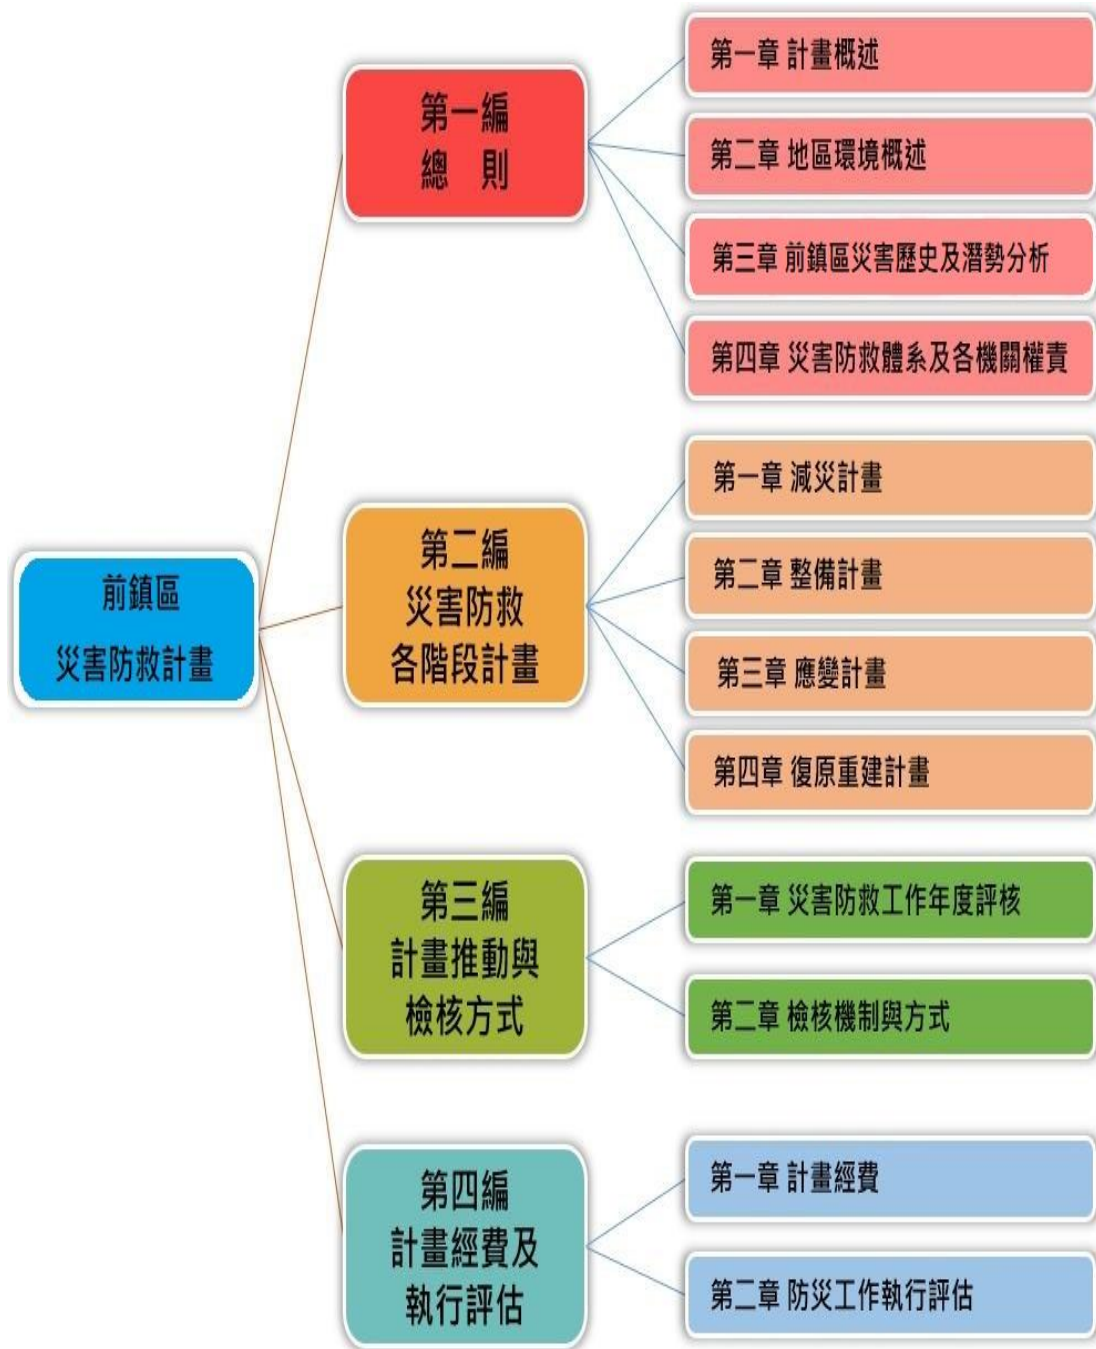 前鎮區
災害防救計畫
第一編
總 則
第一章 計畫概述
第二章 地區環境概述
第三章 前鎮區災害歷史及潛勢分析
第四章 災害防救體系及各機關權責
第二編
災害防救
各階段計畫
第一章 減災計畫
第二章 整備計畫
第三章 應變計畫
第四章 復原重建計畫
第三編
計畫推動與
檢核方式
第一章 災害防救工作年度評核
第二章 檢核機制與方式
第四編
計畫經費及
執行評估
第一章 計畫經費
第二章 防災工作執行評估